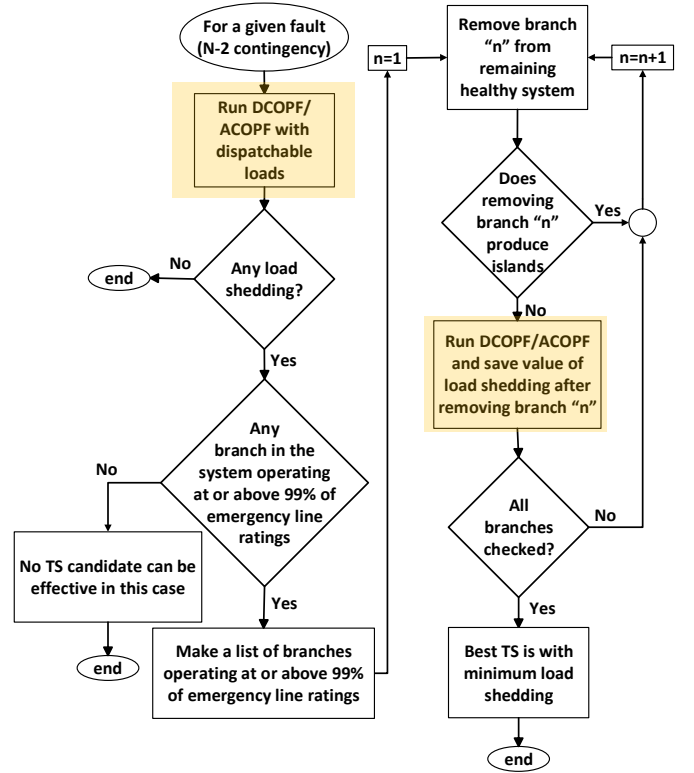 For a given fault
(N-2 contingency)
Run DCOPF/
ACOPF with
dispatchable
loads
Any load
shedding?
No
end
Yes
Any
branch in the
system operating
at or above 99% of
emergency line
ratings
No
No TS candidate can be
effective in this case
end
Yes
Make a list of branches
operating at or above 99%
of emergency line ratings
n=1
Remove branch
“n” from
remaining
healthy system
n=n+1
Does
removing
branch “n”
produce
islands
Yes
No
Run DCOPF/ACOPF
and save value of
load shedding after
removing branch “n”
All
branches
checked?
No
Yes
Best TS is with
minimum load
shedding
end